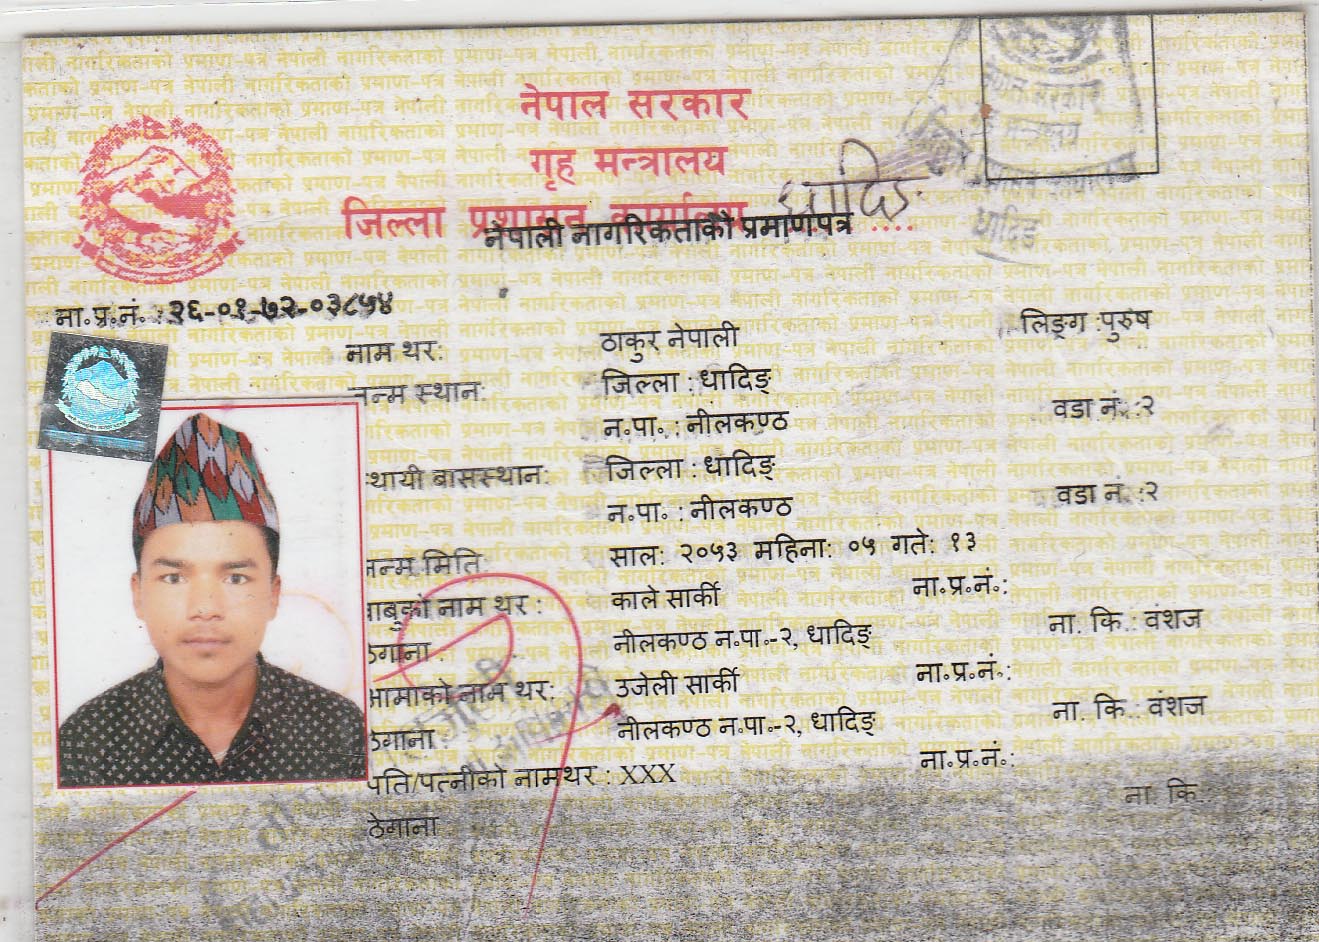 नेपाल सरकार
गृह मन्त्रालय
जिल्ला प्रशासन कार्यालय धादिङ
नेपाली नागरिकताको प्रमाणपत्र
धादिङ
ना.प्र.नं. : ३६-०१-७२-०३८५४
नाम थर: ठाकुर नेपाली लिङ्ग :पुरुष
जन्म स्थान: जिल्ला : धादिङ्
न.पा. : नीलकण्ठ वडा नं. :२
स्थायी बासस्थान: जिल्ला : धादिङ्
न.पा. : नीलकण्ठ वडा नं. :२
जन्म मिति: साल: २०५३ महिना: ०५ गते: १३
बाबुको नाम थर : काले सार्की ना.प्र.नं.:
ठेगाना : नीलकण्ठ न.पा.-२, धादिङ् ना. कि.: वंशज
आमाको नाम थर: उजेली सार्की ना.प्र.नं.:
ठेगाना : नीलकण्ठ न.पा.-२, धादिङ् ना. कि.: वंशज
पति/पत्नीको नामथर : XXX ना.प्र.नं.:
ठेगाना ना. कि.